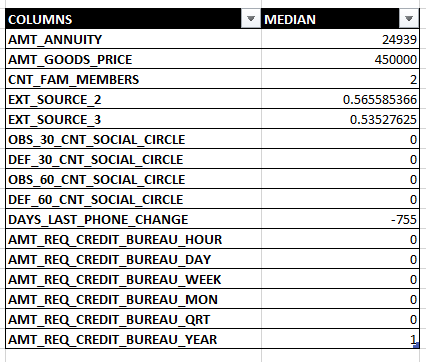 COLUMNS MEDIAN
AMT_ANNUITY 24939
AMT_GOODS_PRICE 450000
CNT_FAM_MEMBERS 2
EXT_SOURCE_2 0.565585366
EXT_SOURCE_3 0.53527625
OBS_30_CNT_SOCIAL_CIRCLE 0
DEF_30_CNT_SOCIAL_CIRCLE 0
OBS_60_CNT_SOCIAL_CIRCLE 0
DEF_60_CNT_SOCIAL_CIRCLE 0
DAYS_LAST_PHONE_CHANGE -755
AMT_REQ_CREDIT_BUREAU_HOUR 0
AMT_REQ_CREDIT_BUREAU_DAY 0
AMT_REQ_CREDIT_BUREAU_WEEK 0
AMT_REQ_CREDIT_BUREAU_MON 0
AMT_REQ_CREDIT_BUREAU_QRT 0
AMT_REQ_CREDIT_BUREAU_YEAR 1